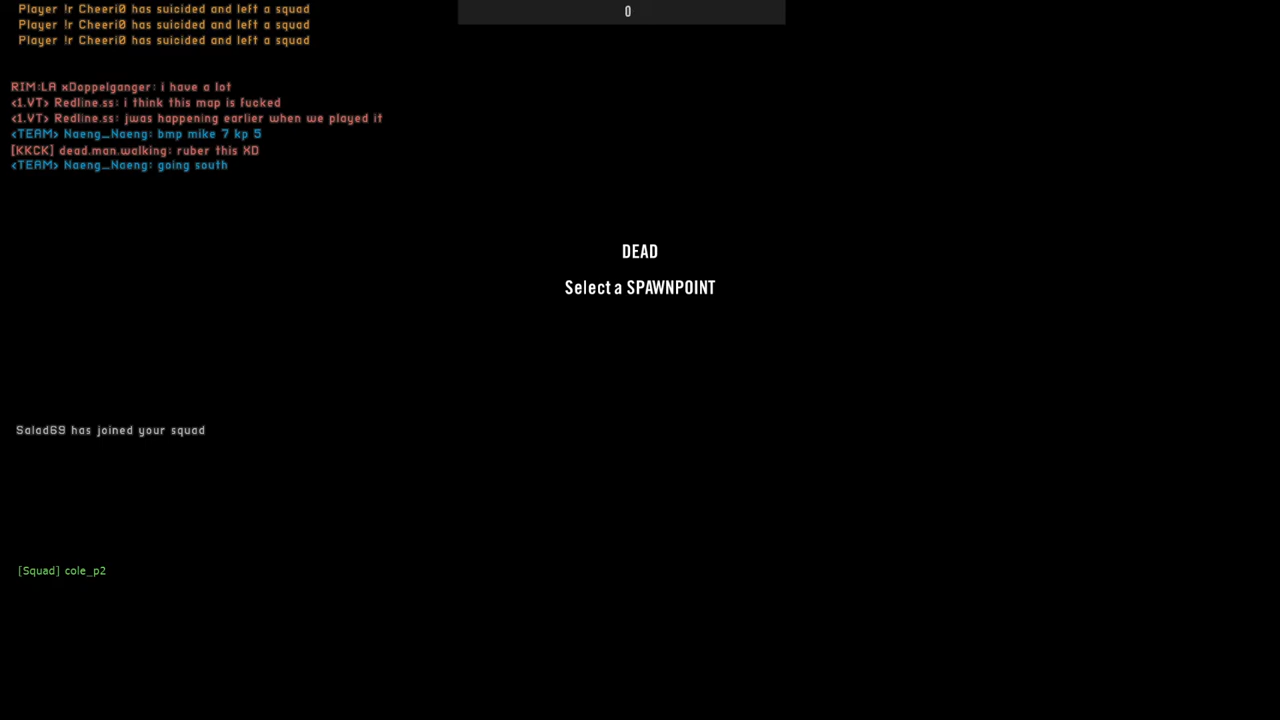 Player !r Cheeri0 has suicided and left a squad
Player !r Cheeri0 has suicided and left a squad
Player !r Cheeri0 has suicided and left a squad
0
RIM:LA xDoppelganger: i have a lot
<1.VT> Redline.ss: i think this map is fucked
<1.VT> Redline.ss: jwas happening earlier when we played it
<TEAM> Naeng_Naeng: bmp mike 7 kp 5
[KKCK] dead.man.walking: ruber this XD
<TEAM> Naeng_Naeng: going south
DEAD
Select a SPAWNPOINT
Salad69 has joined your squad
[Squad] cole_p2